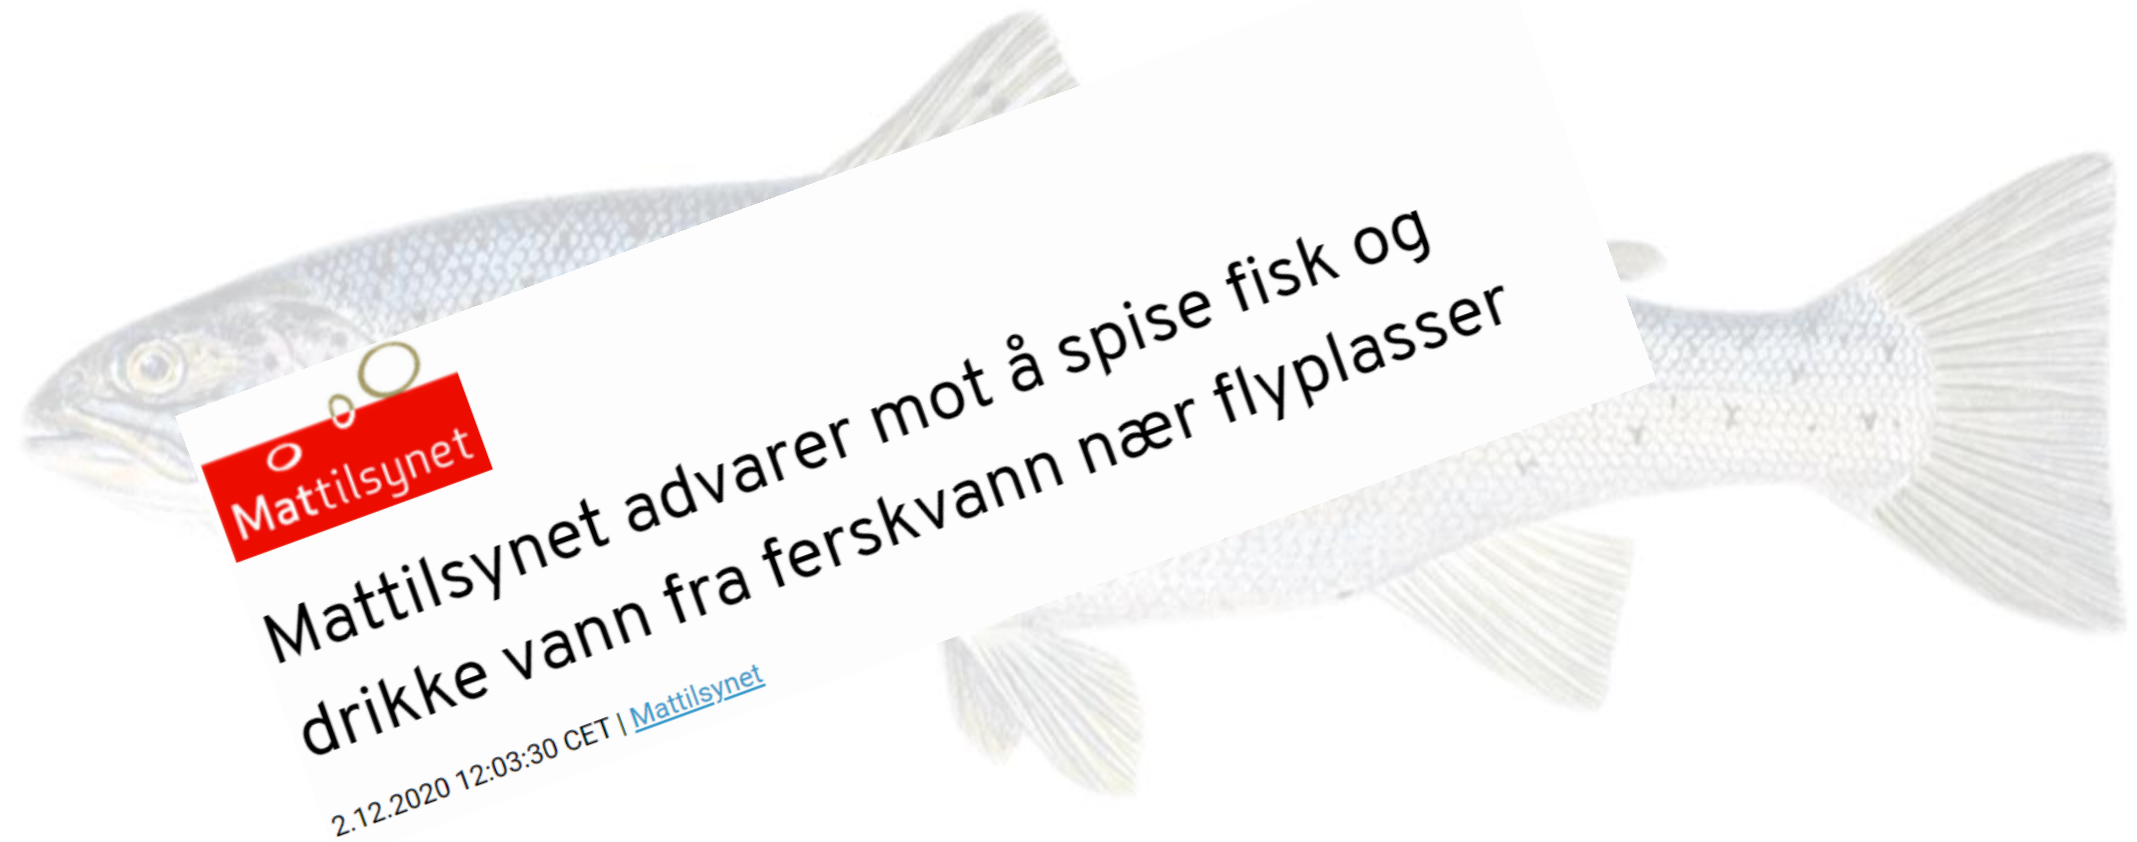 Mattilsynet
Mattilsynet advarer mot å spise fisk og
drikke vann fra ferskvann nær flyplasser
2.12.2020 12:03:30 CET | Mattilsynet